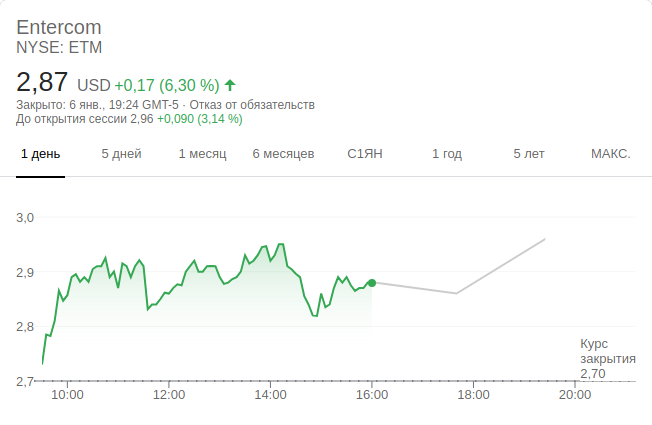 Entercom
NYSE: ETM
2,87 USD +0,17 (6,30 %)
Закрыто: 6 янв., 19:24 GMT-5 · Отказ от обязательств
До открытия сессии 2,96 +0,090 (3,14 %)
1 день 5 дней 1 месяц 6 месяцев С1ЯН 1 год 5 лет МАКС.
3,0
2,9
2,8
2,7
Курс
закрытия
2,70
10:00 12:00 14:00 16:00 18:00 20:00